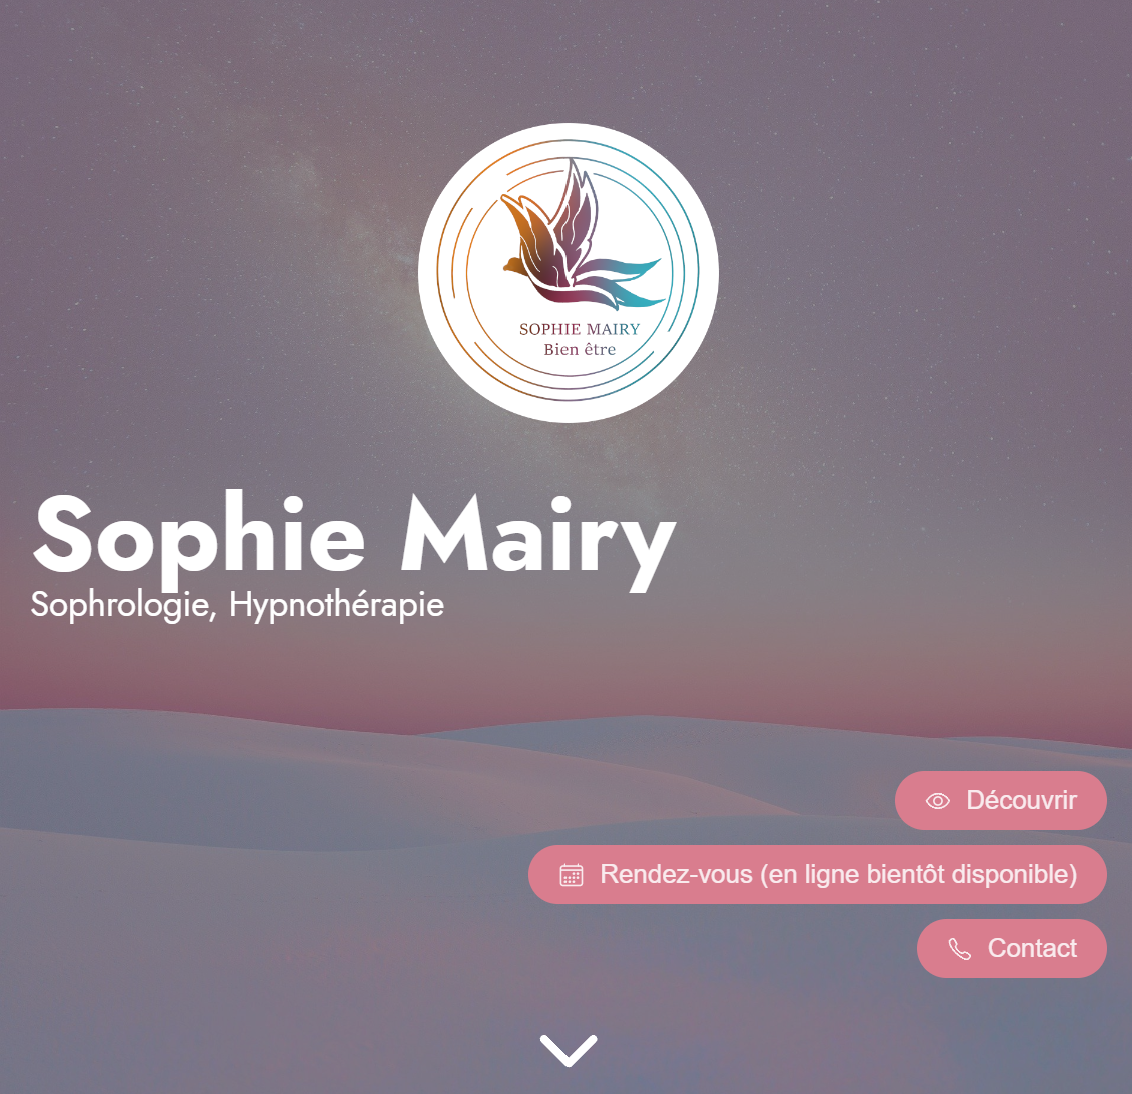 SOPHIE MAIRY
Bien être
Sophie Mairy
Sophrologie, Hypnothérapie
Découvrir
Rendez-vous (en ligne bientôt disponible)
Contact